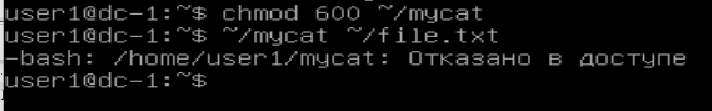 user1@dc-1:~$ chmod 600 ~/mycat
user1@dc-1:~$ ~/mycat ~/file.txt
-bash: /home/user1/mycat: Отказано в доступе
user1@dc-1:~$